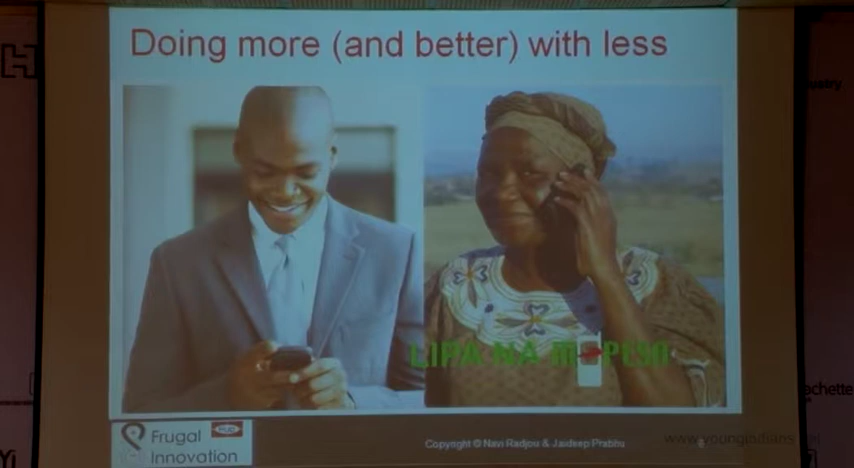 Doing more (and better) with less
LIPA NA M PESA
Frugal
Innovation
Copyright © Navi Radjou & Jaideep Prabhu